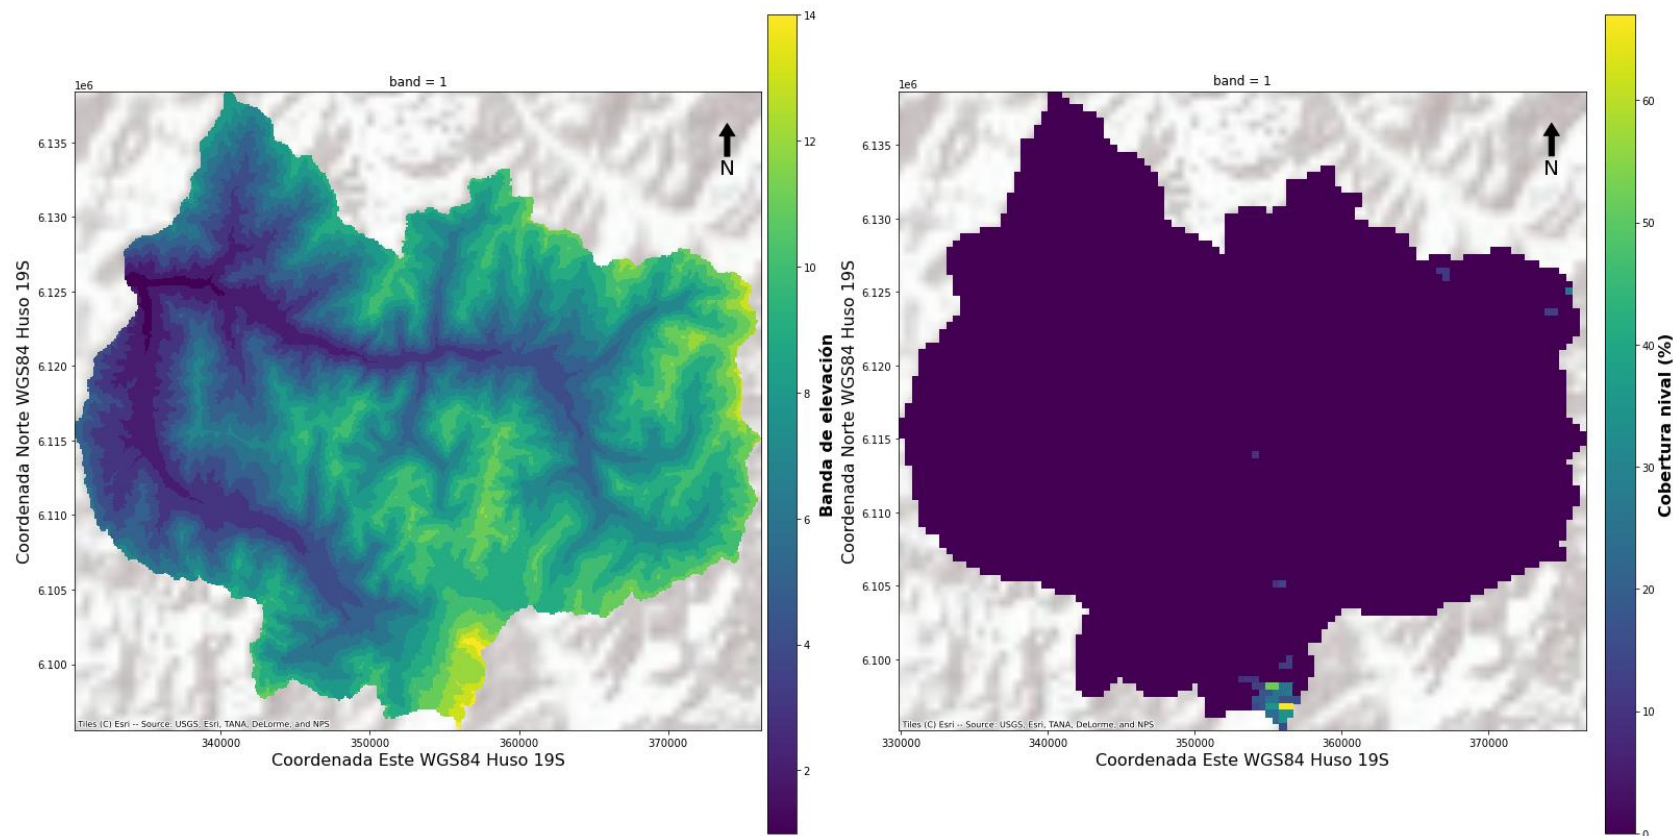 band = 1
1e6
6.135
6.130
6.125
6.120
6.115
6.110
6.105
6.100
Coordenada Norte WGS84 Huso 19S
N
Tiles (C) Esri -- Source: USGS, Esri, TANA, DeLorme, and NPS
340000 350000 360000 370000
Coordenada Este WGS84 Huso 19S
14
12
10
8
6
4
2
Banda de elevación
band = 1
1e6
6.135
6.130
6.125
6.120
6.115
6.110
6.105
6.100
Coordenada Norte WGS84 Huso 19S
N
Tiles (C) Esri -- Source: USGS, Esri, TANA, DeLorme, and NPS
330000 340000 350000 360000 370000
Coordenada Este WGS84 Huso 19S
60
50
40
30
20
10
0
Cobertura nival (%)